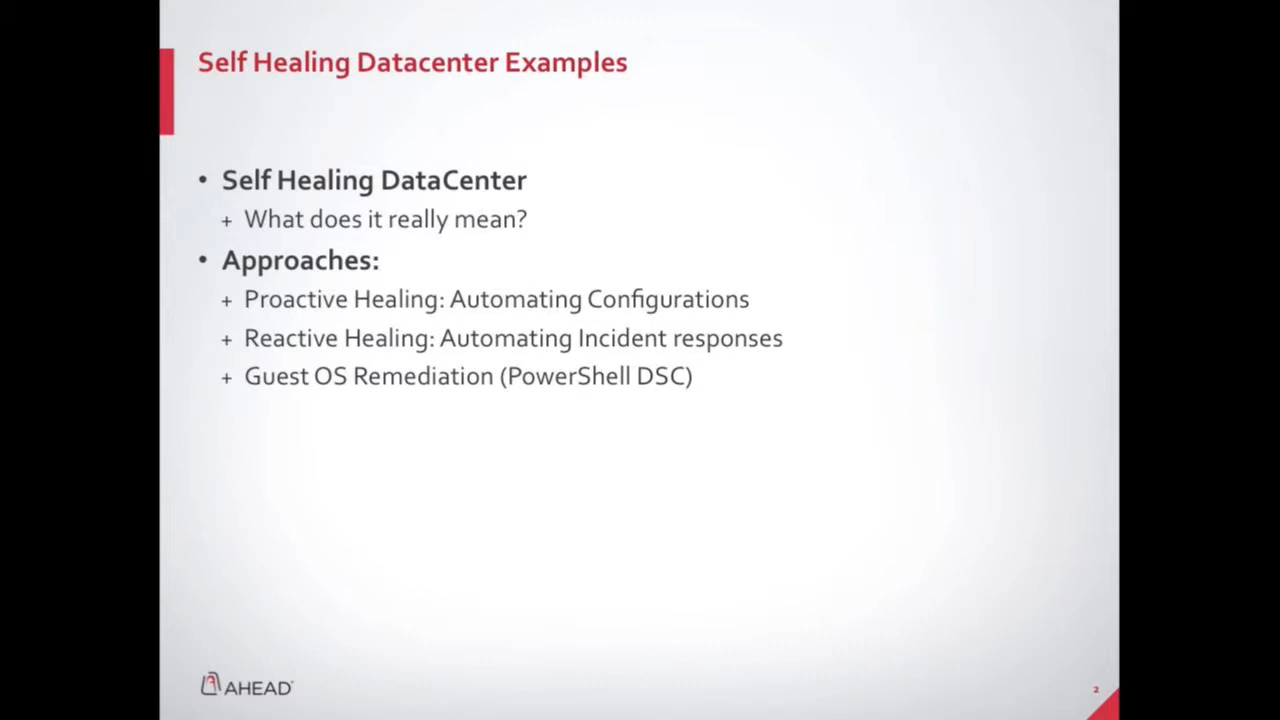 Self Healing Datacenter Examples
• Self Healing DataCenter
+ What does it really mean?
• Approaches:
+ Proactive Healing: Automating Configurations
+ Reactive Healing: Automating Incident responses
+ Guest OS Remediation (PowerShell DSC)
AHEAD
2